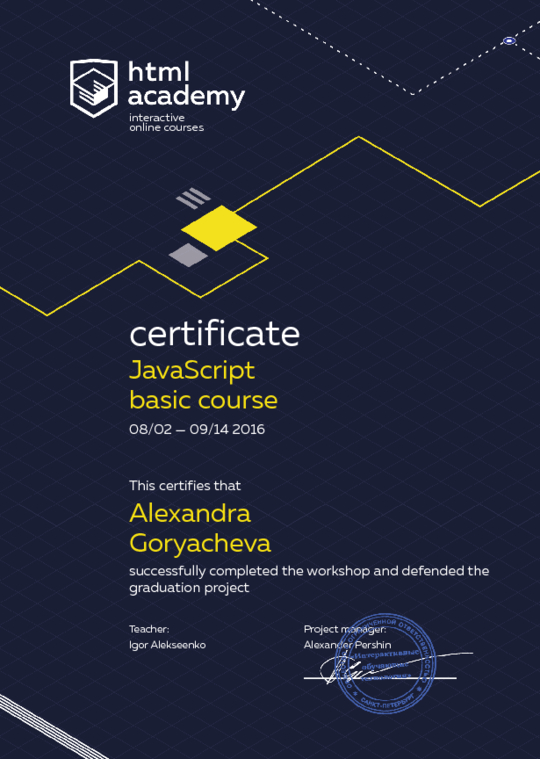 html
academy
interactive
online courses
certificate
JavaScript
basic course
08/02 — 09/14 2016
This certifies that
Alexandra
Goryacheva
successfully completed the workshop and defended the
graduation project
Teacher:
Project manager:
Igor Alekseenko
Alexander Pershin
«Интерактивные
обучающие
САНКТ-ПЕТЕРБУРГ